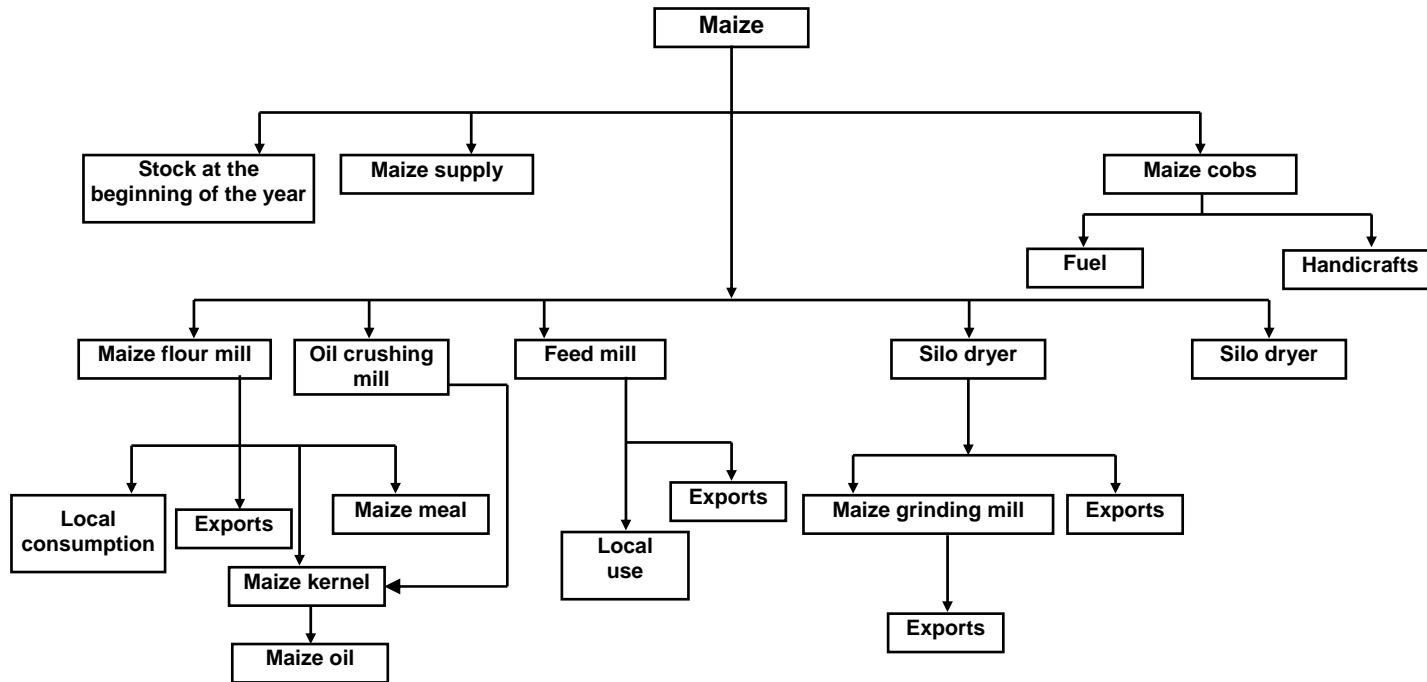 Maize
Stock at the
beginning of the year
Maize supply
Maize cobs
Fuel
Handicrafts
Maize flour mill
Oil crushing
mill
Feed mill
Silo dryer
Silo dryer
Local
consumption
Exports
Maize meal
Exports
Maize grinding mill
Exports
Local
use
Maize kernel
Exports
Maize oil